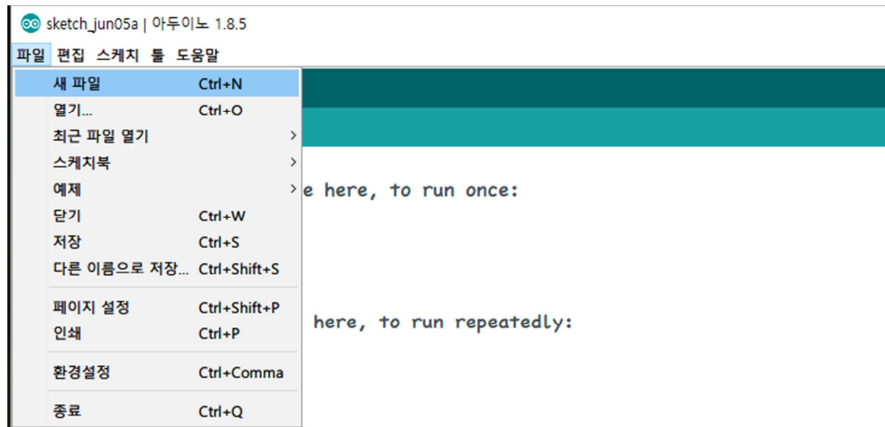 sketch_jun05a | 아두이노 1.8.5
파일 편집 스케치 툴 도움말
새 파일 Ctrl+N
열기... Ctrl+O
최근 파일 열기 >
스케치북 >
예제 >
e here, to run once:
닫기 Ctrl+W
저장 Ctrl+S
다른 이름으로 저장... Ctrl+Shift+S
페이지 설정 Ctrl+Shift+P
here, to run repeatedly:
인쇄 Ctrl+P
환경설정 Ctrl+Comma
종료 Ctrl+Q